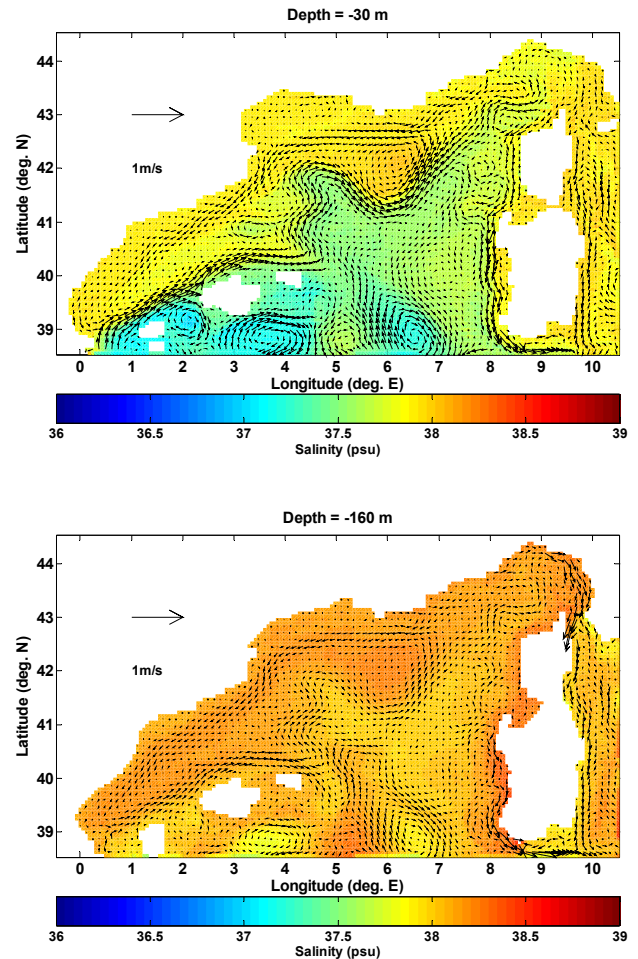 Depth = -30 m
44
43
42
41
40
39
Latitude (deg. N)
1m/s
0 1 2 3 4 5 6 7 8 9 10
Longitude (deg. E)
36 36.5 37 37.5 38 38.5 39
Salinity (psu)
Depth = -160 m
44
43
42
41
40
39
Latitude (deg. N)
1m/s
0 1 2 3 4 5 6 7 8 9 10
Longitude (deg. E)
36 36.5 37 37.5 38 38.5 39
Salinity (psu)